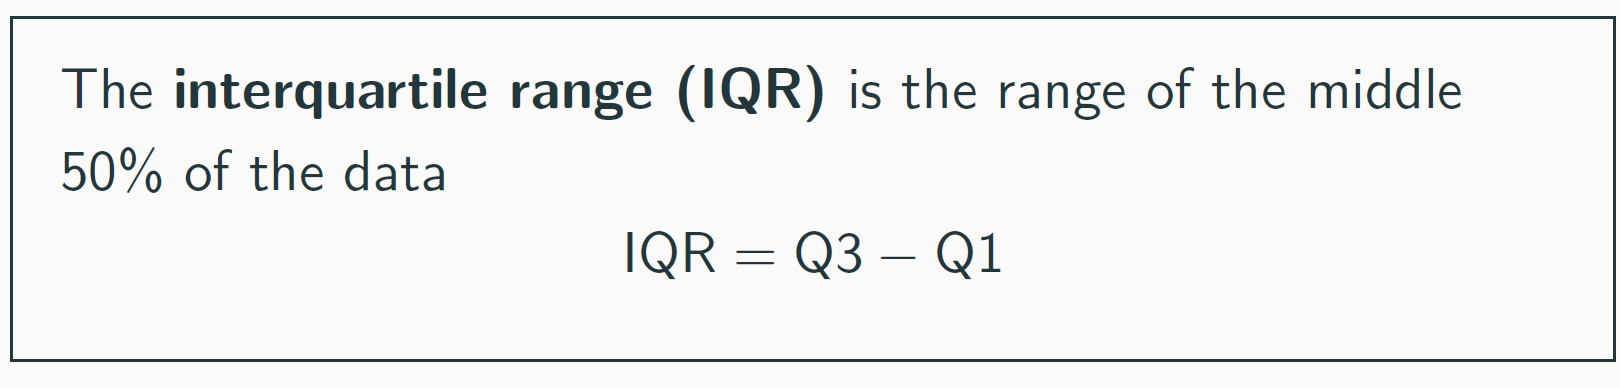 The interquartile range (IQR) is the range of the middle
50% of the data
IQR = Q3 – Q1